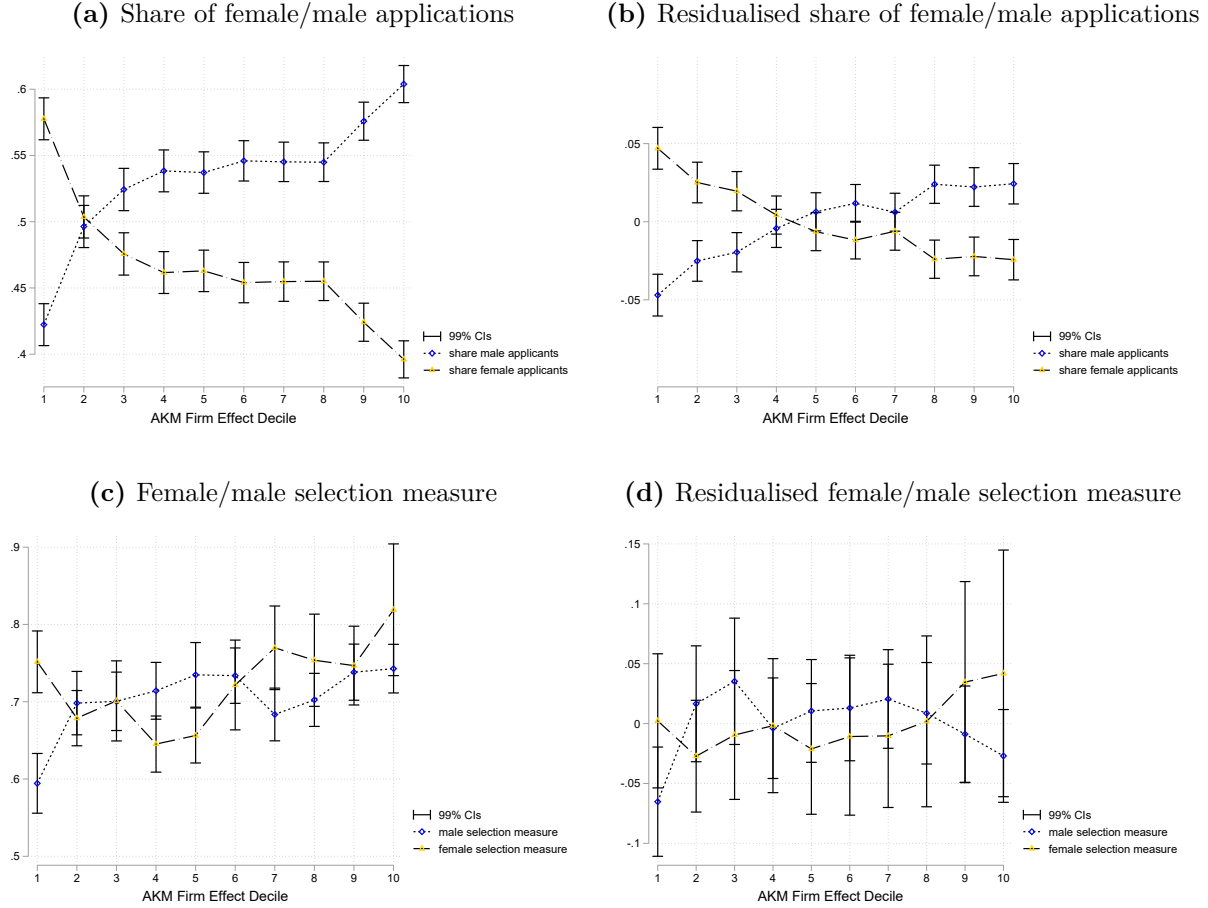 (a) Share of female/male applications
.6
.55
.5
.45
.4
1 2 3 4 5 6 7 8 9 10
AKM Firm Effect Decile
99% CIs
share male applicants
share female applicants
(b) Residualised share of female/male applications
.05
0
-.05
1 2 3 4 5 6 7 8 9 10
AKM Firm Effect Decile
99% CIs
share male applicants
share female applicants
(c) Female/male selection measure
.9
.8
.7
.6
.5
1 2 3 4 5 6 7 8 9 10
AKM Firm Effect Decile
99% CIs
male selection measure
female selection measure
(d) Residualised female/male selection measure
.15
.1
.05
0
-.05
-.1
1 2 3 4 5 6 7 8 9 10
AKM Firm Effect Decile
99% CIs
male selection measure
female selection measure